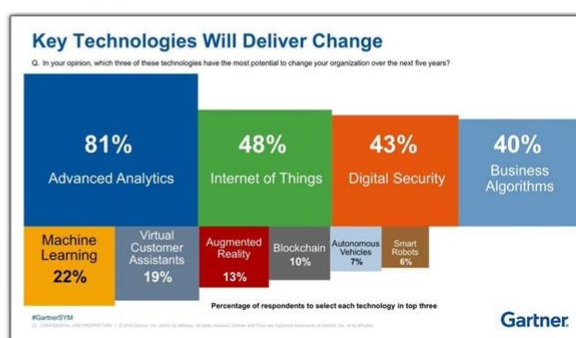 Key Technologies Will Deliver Change
Q. In your opinion, which three of these technologies have the most potential to change your organization over the next five years?
81%
Advanced Analytics
48%
Internet of Things
43%
Digital Security
40%
Business
Algorithms
Machine
Learning
22%
Virtual
Customer
Assistants
19%
Augmented
Reality
13%
Blockchain
10%
Autonomous
Vehicles
7%
Smart
Robots
6%
Percentage of respondents to select each technology in top three
#GartnerSYM
Gartner